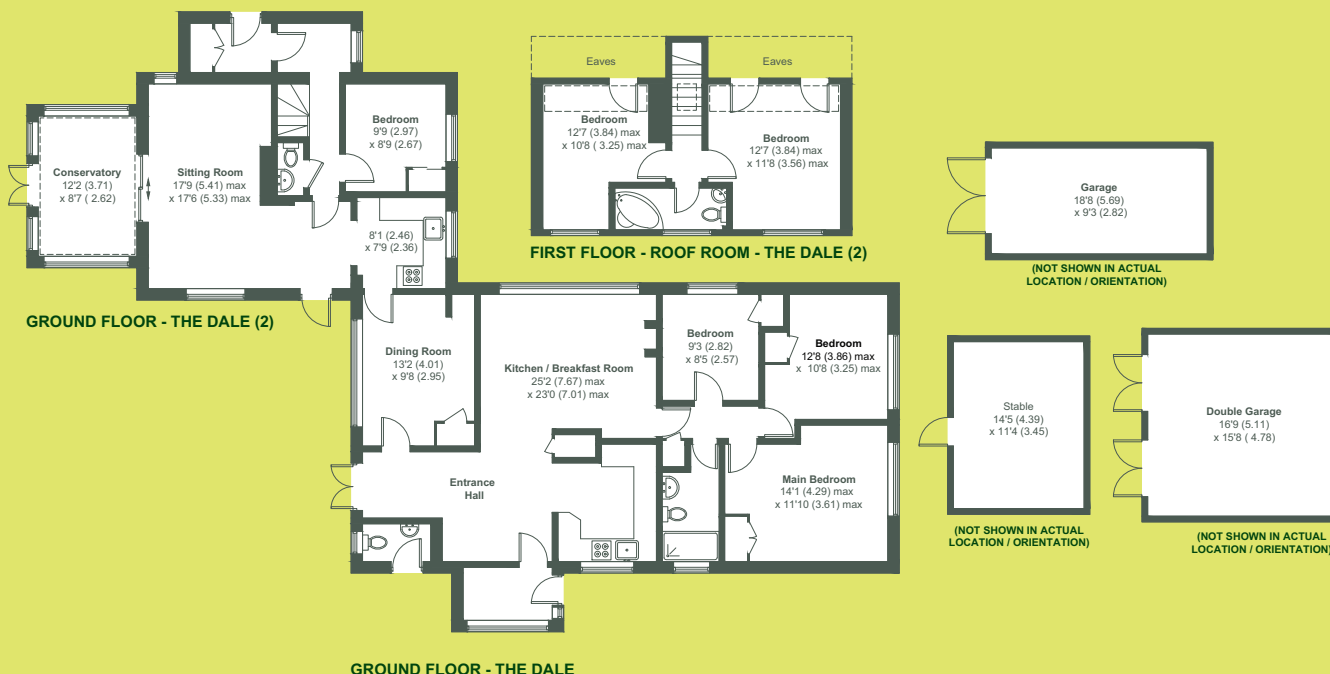 Conservatory
12'2 (3.71)
x 8'7 ( 2.62)
Sitting Room
17'9 (5.41) max
x 17'6 (5.33) max
Bedroom
9'9 (2.97)
x 8'9 (2.67)
8'1 (2.46)
x 7'9 (2.36)
GROUND FLOOR - THE DALE (2)
Eaves
Eaves
Bedroom
12'7 (3.84) max
x 10'8 ( 3.25) max
Bedroom
12'7 (3.84) max
x 11'8 (3.56) max
FIRST FLOOR - ROOF ROOM - THE DALE (2)
Garage
18'8 (5.69)
x 9'3 (2.82)
(NOT SHOWN IN ACTUAL
LOCATION / ORIENTATION)
Dining Room
13'2 (4.01)
x 9'8 (2.95)
Kitchen / Breakfast Room
25'2 (7.67) max
x 23'0 (7.01) max
Bedroom
9'3 (2.82)
x 8'5 (2.57)
Bedroom
12'8 (3.86) max
x 10'8 (3.25) max
Entrance
Hall
Main Bedroom
14'1 (4.29) max
x 11'10 (3.61) max
GROUND FLOOR - THE DALE
Stable
14'5 (4.39)
x 11'4 (3.45)
(NOT SHOWN IN ACTUAL
LOCATION / ORIENTATION)
Double Garage
16'9 (5.11)
x 15'8 ( 4.78)
(NOT SHOWN IN ACTUAL
LOCATION / ORIENTATION)